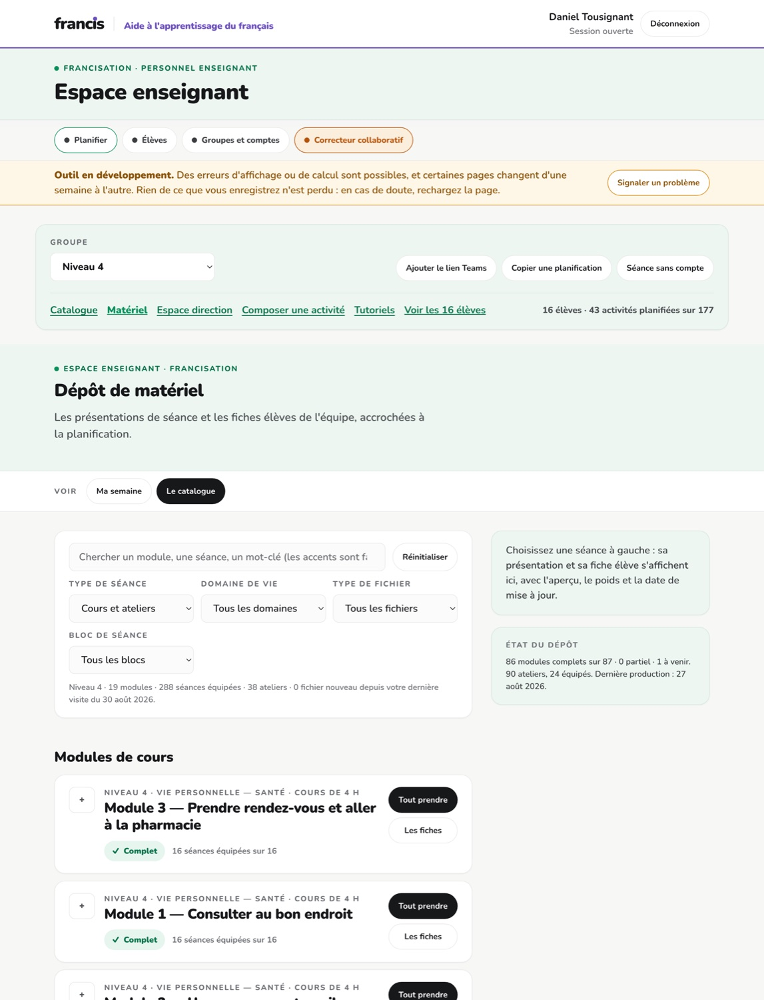 francis
Aide à l'apprentissage du français
Daniel Tousignant
Session ouverte
Déconnexion
FRANCISATION · PERSONNEL ENSEIGNANT
Espace enseignant
Planifier
Élèves
Groupes et comptes
Correcteur collaboratif
Outil en développement. Des erreurs d'affichage ou de calcul sont possibles, et certaines pages changent d'une
semaine à l'autre. Rien de ce que vous enregistrez n'est perdu : en cas de doute, rechargez la page.
Signaler un problème
GROUPE
Niveau 4
Ajouter le lien Teams
Copier une planification
Séance sans compte
Catalogue
Matériel
Espace direction
Composer une activité
Tutoriels
Voir les 16 élèves
16 élèves · 43 activités planifiées sur 177
ESPACE ENSEIGNANT · FRANCISATION
Dépôt de matériel
Les présentations de séance et les fiches élèves de l'équipe, accrochées à
la planification.
VOIR
Ma semaine
Le catalogue
Chercher un module, une séance, un mot-clé (les accents sont fa
Réinitialiser
TYPE DE SÉANCE
DOMAINE DE VIE
TYPE DE FICHIER
Cours et ateliers
Tous les domaines
Tous les fichiers
BLOC DE SÉANCE
Tous les blocs
Niveau 4 · 19 modules · 288 séances équipées · 38 ateliers · 0 fichier nouveau depuis votre dernière
visite du 30 août 2026.
Choisissez une séance à gauche : sa
présentation et sa fiche élève s'affichent
ici, avec l'aperçu, le poids et la date de
mise à jour.
ÉTAT DU DÉPÔT
86 modules complets sur 87 · 0 partiel · 1 à venir.
90 ateliers, 24 équipés. Dernière production : 27
août 2026.
Modules de cours
+
NIVEAU 4 · VIE PERSONNELLE — SANTÉ · COURS DE 4 H
Module 3 — Prendre rendez-vous et aller
à la pharmacie
✓ Complet
16 séances équipées sur 16
Tout prendre
Les fiches
+
NIVEAU 4 · VIE PERSONNELLE — SANTÉ · COURS DE 4 H
Module 1 — Consulter au bon endroit
✓ Complet
16 séances équipées sur 16
Tout prendre
Les fiches
+
NIVEAU 4 · VIE PERSONNELLE — SANTÉ · COURS DE 4 H
Tout prendre